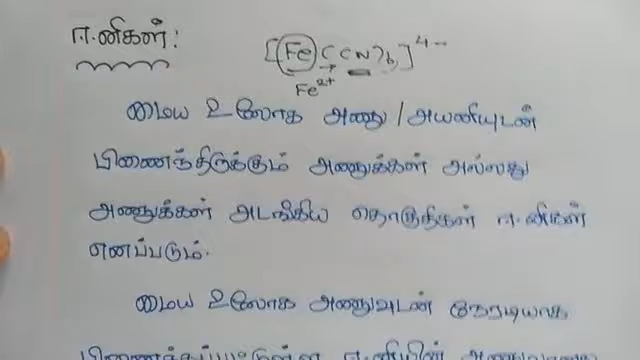 ஈனிகள்:
[Fe(CN)6]4-
Fe2+
மைய உலோக அணு / அயனியுடன்
பிணைந்திருக்கும் அணுக்கள் அல்லது
அணுக்கள் அடங்கிய தொகுதிகள் ஈனிகள்
எனப்படும்.
மைய உலோக அணுவுடன் நேரடியாக